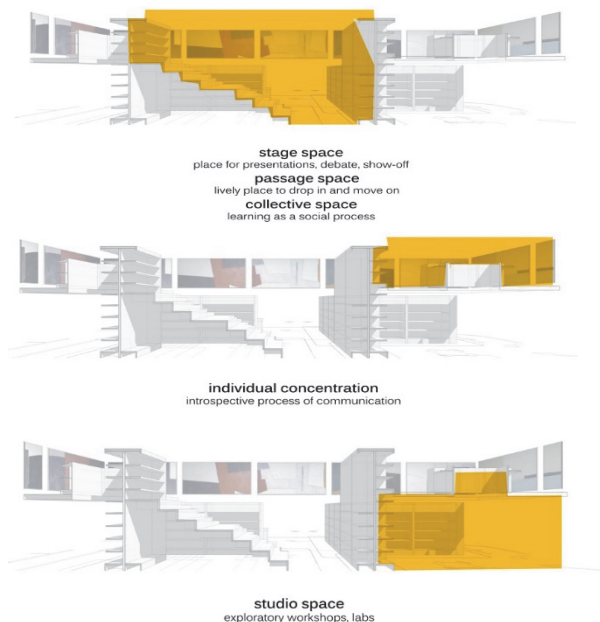 stage space
place for presentations, debate, show-off
passage space
lively place to drop in and move on
collective space
learning as a social process
individual concentration
introspective process of communication
studio space
exploratory workshops, labs